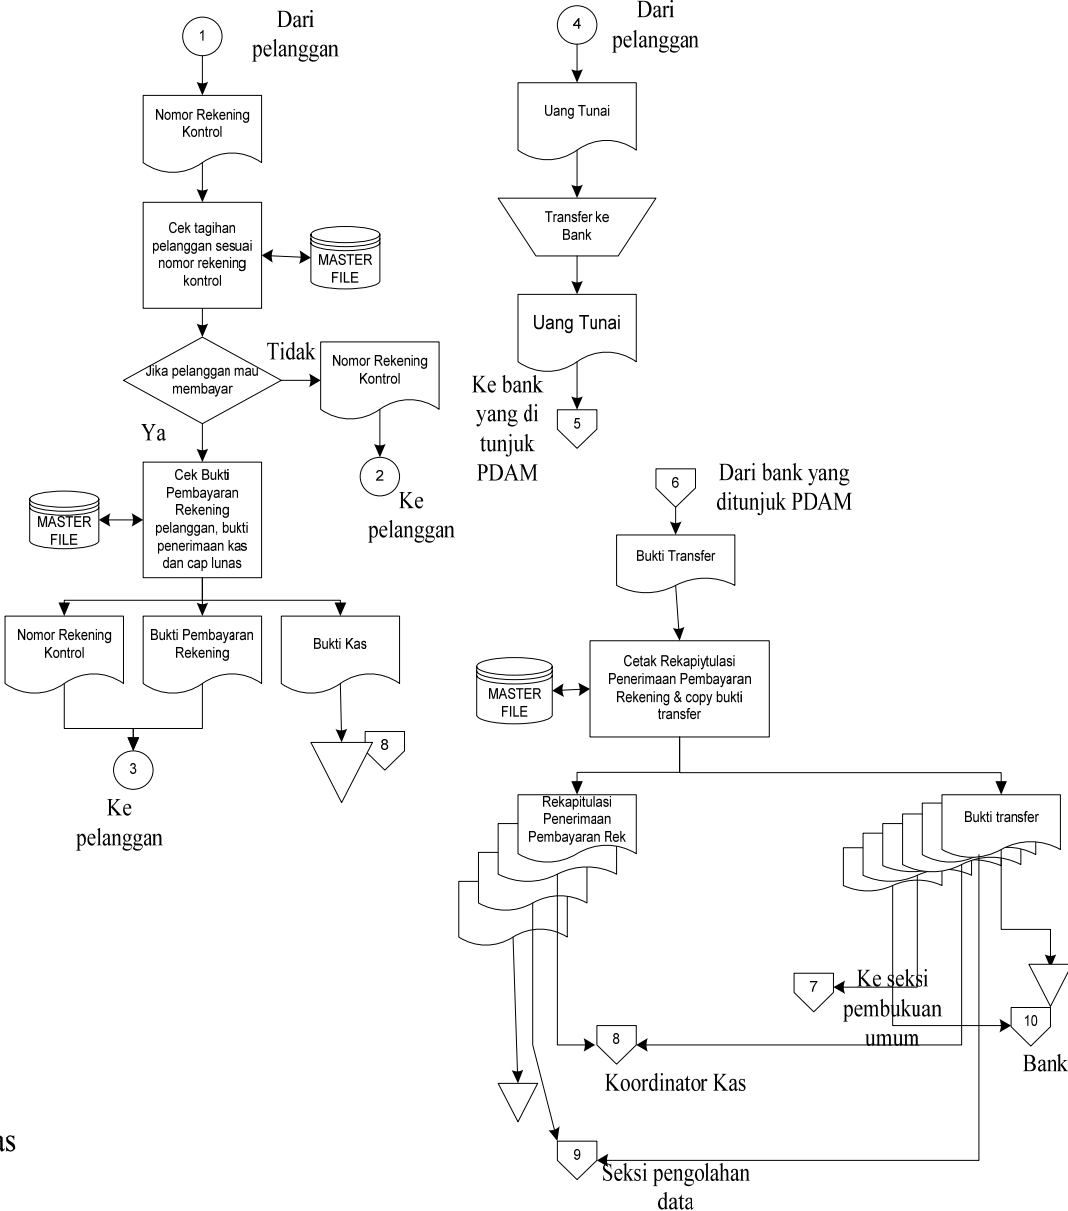 1
Dari
pelanggan
Nomor Rekening
Kontrol
Cek tagihan
pelanggan sesuai
nomor rekening
kontrol
MASTER
FILE
Jika pelanggan mau
membayar
Tidak
Nomor Rekening
Kontrol
2
Ke
pelanggan
Ya
Cek Bukti
Pembayaran
Rekening
pelanggan, bukti
penerimaan kas
dan cap lunas
MASTER
FILE
Nomor Rekening
Kontrol
Bukti Pembayaran
Rekening
Bukti Kas
3
Ke
pelanggan
8
4
Dari
pelanggan
Uang Tunai
Transfer ke
Bank
Uang Tunai
Ke bank
yang di
tunjuk
PDAM
5
6
Dari bank yang
ditunjuk PDAM
Bukti Transfer
Cetak Rekapiytulasi
Penerimaan Pembayaran
Rekening & copy bukti
transfer
MASTER
FILE
Rekapitulasi
Penerimaan
Pembayaran Rek
Bukti transfer
7
Ke seksi
pembukuan
umum
10
Bank
8
Koordinator Kas
9
Seksi pengolahan
data
as